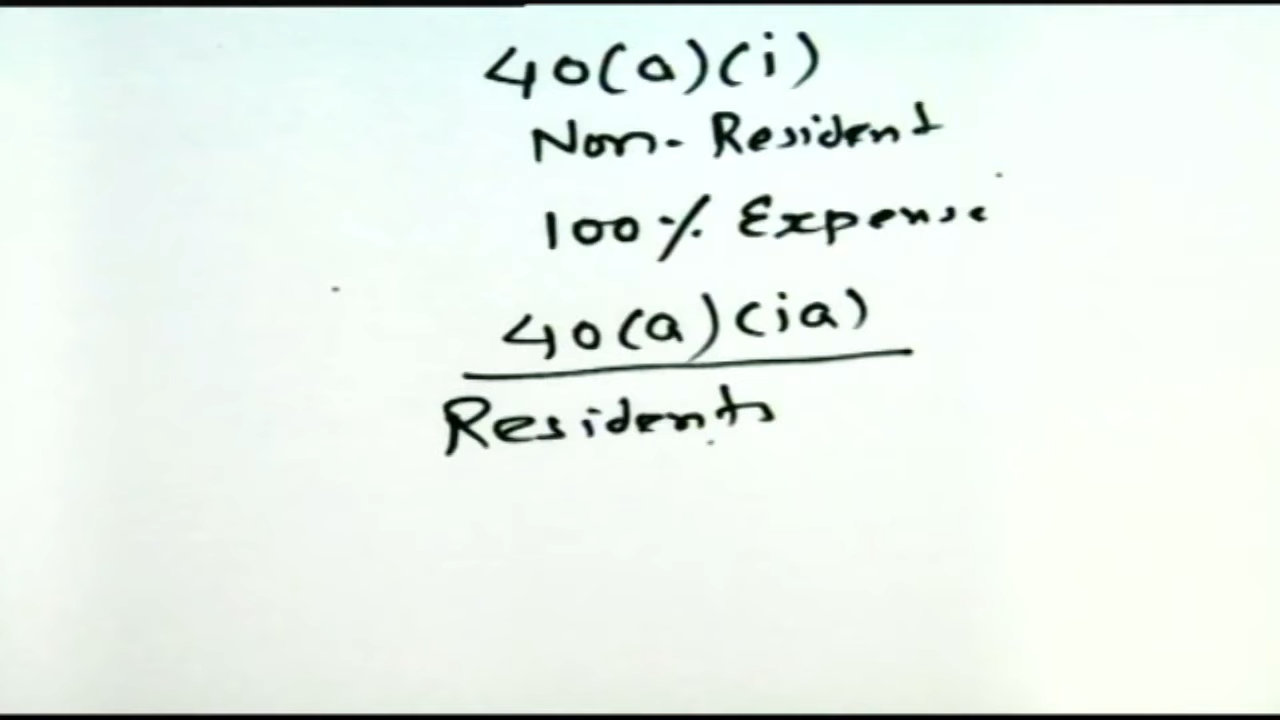 40(a)(i)
Non-Resident
100% Expense
40(a)(ia)
Residents